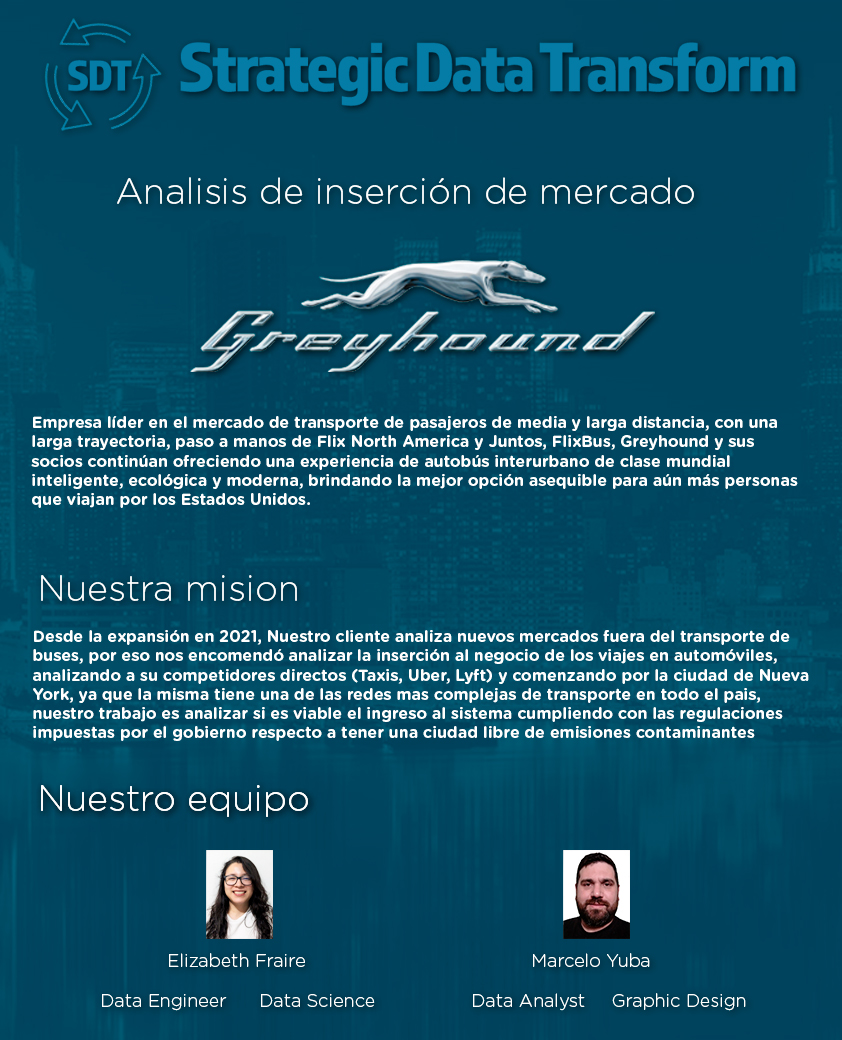 SDT Strategic Data Transform
Analisis de inserción de mercado
Greyhound
Empresa líder en el mercado de transporte de pasajeros de media y larga distancia, con una
larga trayectoria, paso a manos de Flix North America y Juntos, FlixBus, Greyhound y sus
socios continúan ofreciendo una experiencia de autobús interurbano de clase mundial
inteligente, ecológica y moderna, brindando la mejor opción asequible para aún más personas
que viajan por los Estados Unidos.
Nuestra mision
Desde la expansión en 2021, Nuestro cliente analiza nuevos mercados fuera del transporte de
buses, por eso nos encomendó analizar la inserción al negocio de los viajes en automóviles,
analizando a su competidores directos (Taxis, Uber, Lyft) y comenzando por la ciudad de Nueva
York, ya que la misma tiene una de las redes mas complejas de transporte en todo el pais,
nuestro trabajo es analizar si es viable el ingreso al sistema cumpliendo con las regulaciones
impuestas por el gobierno respecto a tener una ciudad libre de emisiones contaminantes
Nuestro equipo
Elizabeth Fraire Marcelo Yuba
Data Engineer Data Science Data Analyst Graphic Design